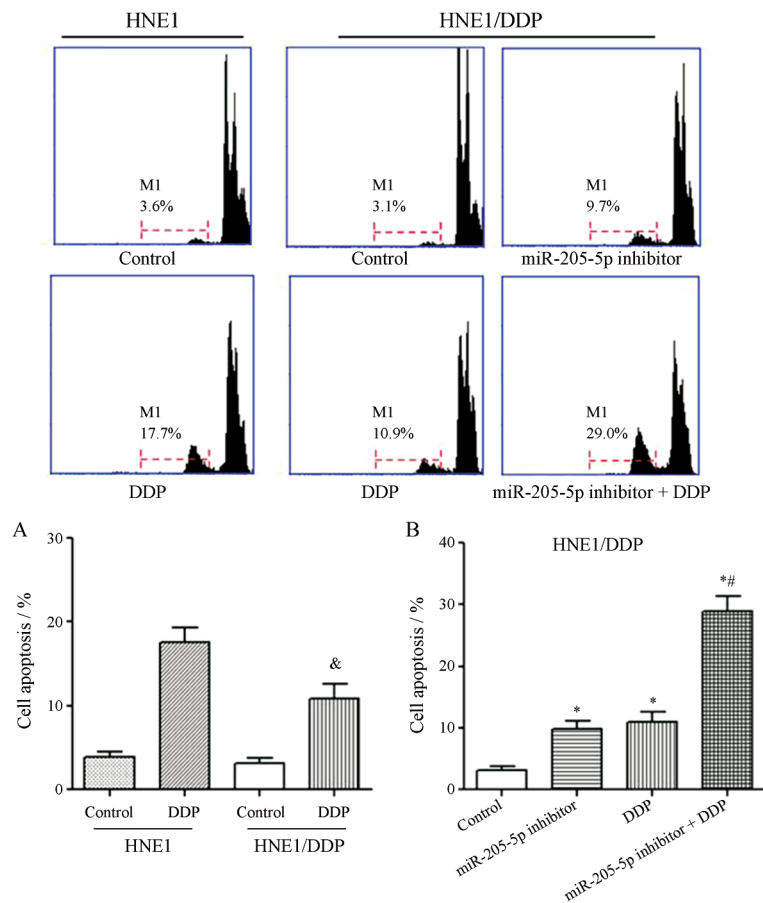 HNE1
HNE1/DDP
M1
3.6%
M1
3.1%
M1
9.7%
Control
Control
miR-205-5p inhibitor
M1
17.7%
M1
10.9%
M1
29.0%
DDP
DDP
miR-205-5p inhibitor + DDP
A
Cell apoptosis / %
30
20
10
0
&
Control
DDP
Control
DDP
HNE1
HNE1/DDP
B
HNE1/DDP
Cell apoptosis / %
40
30
20
10
0
*
*
*#
Control
miR-205-5p inhibitor
DDP
miR-205-5p inhibitor + DDP